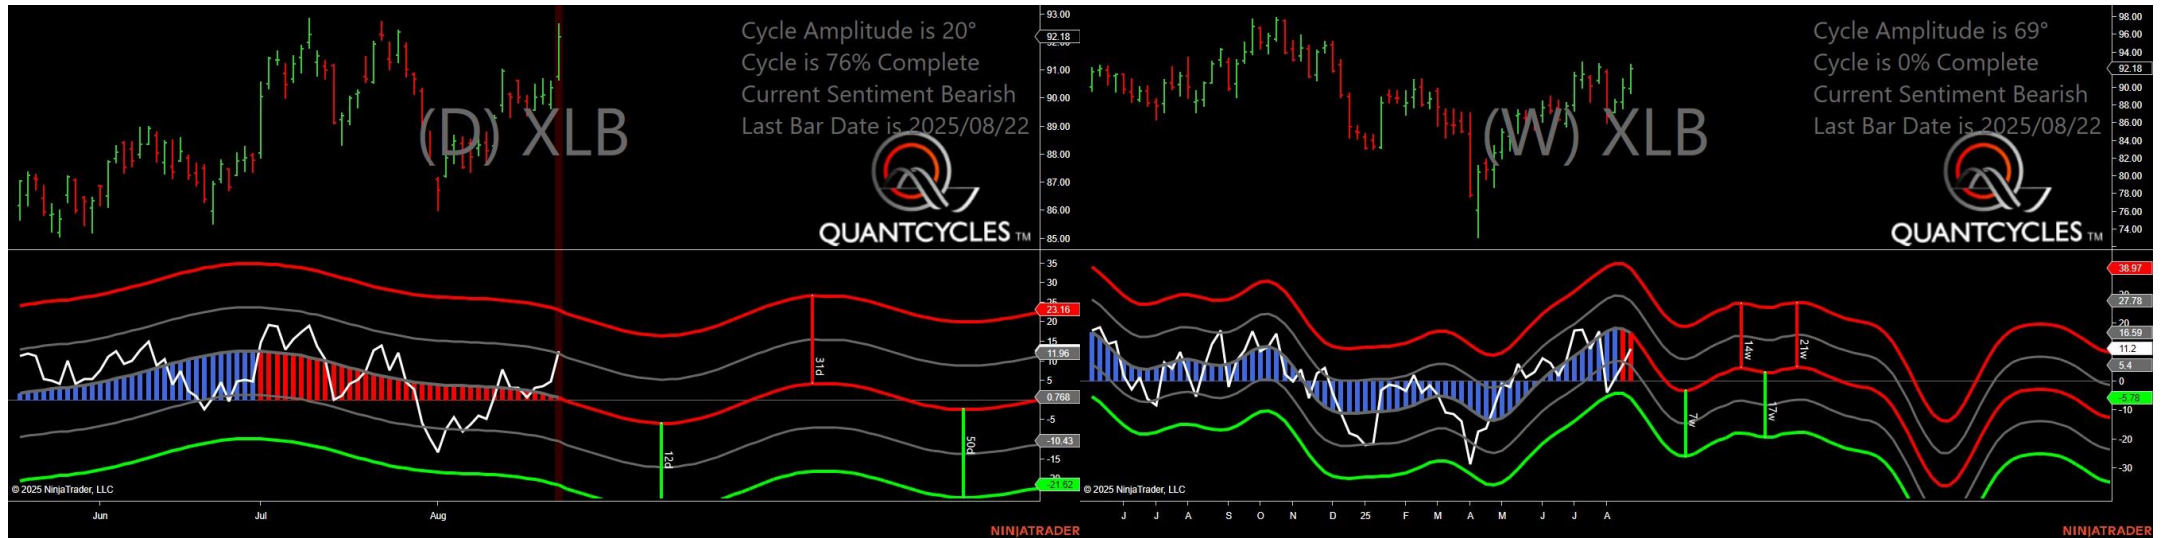 Cycle Amplitude is 20°
Cycle is 76% Complete
Current Sentiment Bearish
Last Bar Date is 2025/08/22
(D) XLB
QUANTCYCLES TM
93.00
92.18
92.00
91.00
90.00
89.00
88.00
87.00
86.00
85.00
35
30
25
23.16
20
15
11.96
10
5
0.768
-5
-10.43
-15
-21.62
31d
12d
50d
© 2025 NinjaTrader, LLC
Jun Jul Aug
NINJATRADER
Cycle Amplitude is 69°
Cycle is 0% Complete
Current Sentiment Bearish
Last Bar Date is 2025/08/22
(W) XLB
QUANTCYCLES TM
98.00
96.00
94.00
92.18
90.00
88.00
86.00
84.00
82.00
80.00
78.00
76.00
74.00
38.97
27.78
20
16.59
11.2
5.4
0
-5.78
-10
-20
-30
14w
21w
7w
17w
© 2025 NinjaTrader, LLC
J J A S O N D 25 F M A M J J A
NINJATRADER